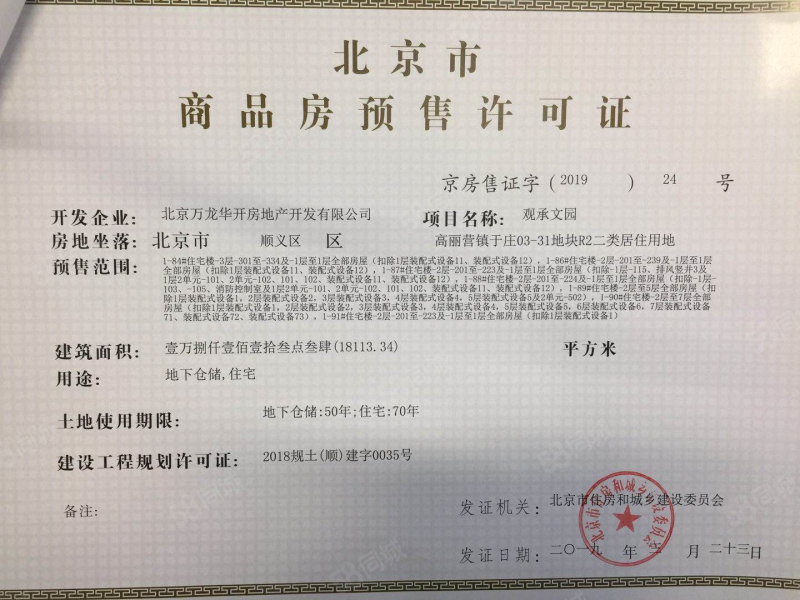 北京市
商品房预售许可证
京房售证字（2019）24号
开发企业：北京万龙华开房地产开发有限公司 项目名称：观承文园
房地坐落：北京市 顺义区 区 高丽营镇于庄03-31地块R2二类居住用地
预售范围：1-84#住宅楼-3层-301至-334及-1层至1层全部房屋（扣除1层装配式设备11、装配式设备12），1-86#住宅楼-2层-201至-239及-1层至1层
全部房屋（扣除1层装配式设备11、装配式设备12），1-87#住宅楼-2层-201至-223及-1层至1层全部房屋（扣除-1层-115、排风竖井3及
1层2单元-101、2单元-102、101、102、装配式设备11、装配式设备12），1-88#住宅楼-2层-201至-224及-1层至1层全部房屋（扣除-1层-
103、-105、消防控制室及1层2单元-101、2单元-102、101、102、装配式设备11、装配式设备12），1-89#住宅楼-2层至5层全部房屋（扣
除1层装配式设备1，2层装配式设备2，3层装配式设备3，4层装配式设备4，5层装配式设备5及2单元-502），1-90#住宅楼-2层至7层全部
房屋（扣除1层装配式设备1，2层装配式设备2，3层装配式设备3，4层装配式设备4，5层装配式设备5，6层装配式设备6，7层装配式设备
71、装配式设备72、装配式设备73），1-91#住宅楼-2层-201至-223及-1层至1层全部房屋（扣除1层装配式设备1）
建筑面积：壹万捌仟壹佰壹拾叁点叁肆(18113.34) 平方米
用途：地下仓储,住宅
土地使用期限：地下仓储:50年;住宅:70年
建设工程规划许可证：2018规土(顺)建字0035号
备注：
发证机关：北京市住房和城乡建设委员会
发证日期：二〇一九 年 月 二十三日